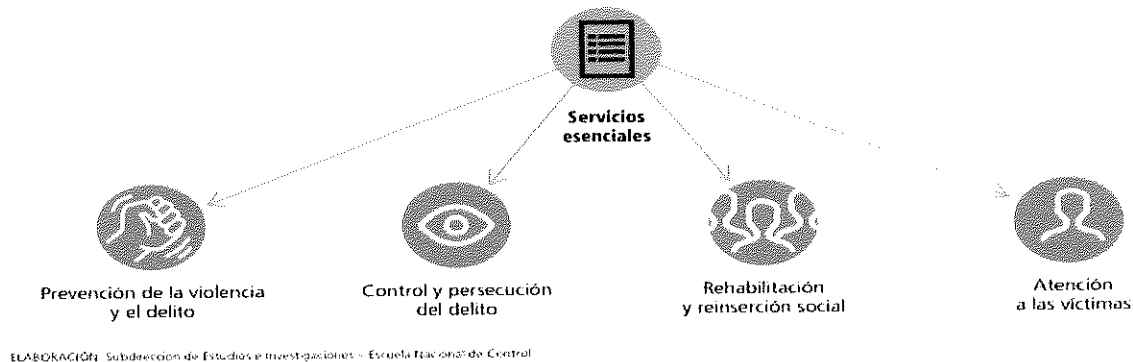 Servicios
esenciales
Prevención de la violencia
y el delito
Control y persecución
del delito
Rehabilitación
y reinserción social
Atención
a las víctimas
ELABORACIÓN: Subdirección de Estudios e Investigaciones - Escuela Nacional de Control